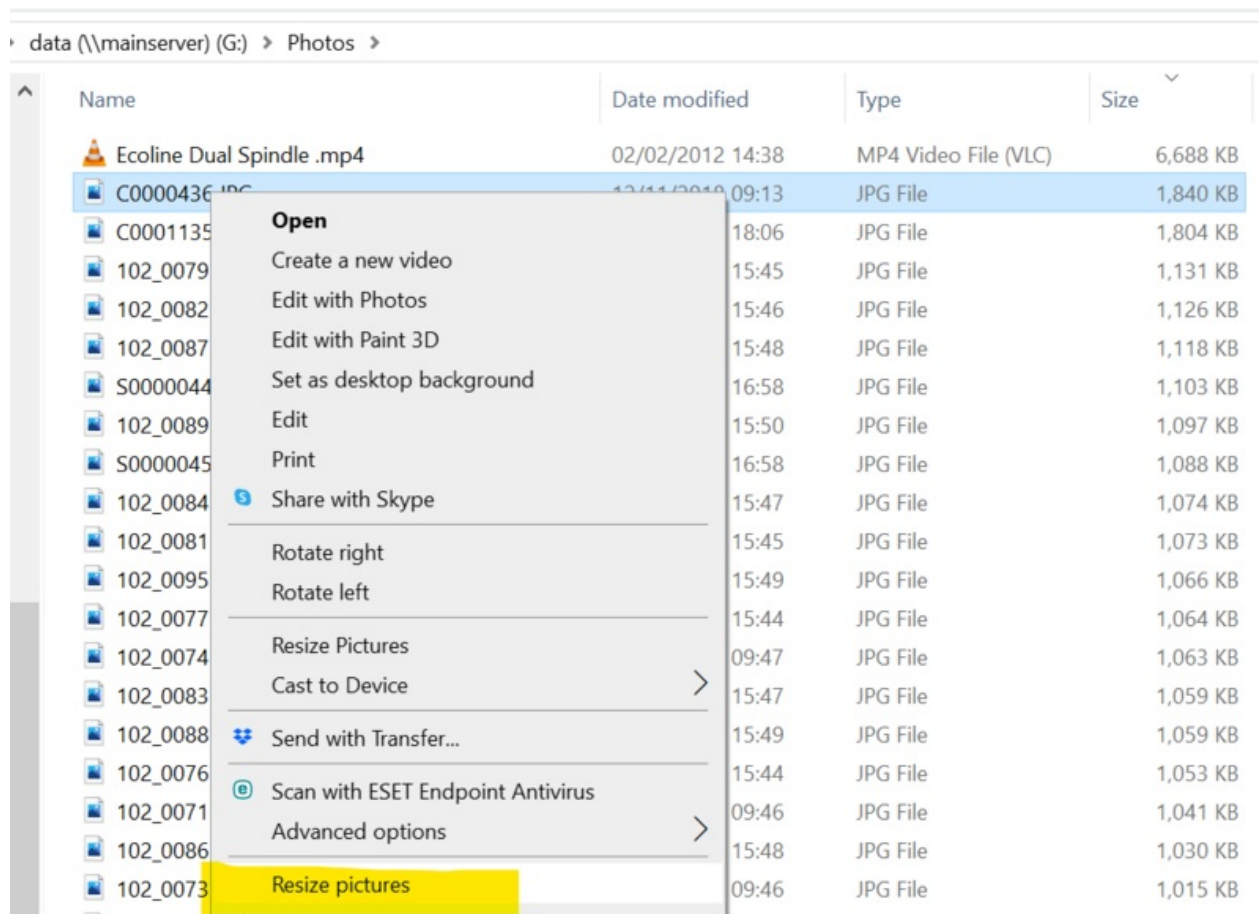 data (\\mainserver) (G:) > Photos >
Name Date modified Type Size
Ecoline Dual Spindle .mp4 02/02/2012 14:38 MP4 Video File (VLC) 6,688 KB
C0000436.JPG 12/11/2018 09:13 JPG File 1,840 KB
Open
C0001135 18:06 JPG File 1,804 KB
Create a new video
102_0079 15:45 JPG File 1,131 KB
Edit with Photos
102_0082 15:46 JPG File 1,126 KB
Edit with Paint 3D
102_0087 15:48 JPG File 1,118 KB
Set as desktop background
S0000044 16:58 JPG File 1,103 KB
Edit
102_0089 15:50 JPG File 1,097 KB
Print
S0000045 16:58 JPG File 1,088 KB
Share with Skype
102_0084 15:47 JPG File 1,074 KB
102_0081 15:45 JPG File 1,073 KB
Rotate right
102_0095 15:49 JPG File 1,066 KB
Rotate left
102_0077 15:44 JPG File 1,064 KB
Resize Pictures
102_0074 09:47 JPG File 1,063 KB
Cast to Device
102_0083 15:47 JPG File 1,059 KB
102_0088 15:49 JPG File 1,059 KB
Send with Transfer...
102_0076 15:44 JPG File 1,053 KB
Scan with ESET Endpoint Antivirus
102_0071 09:46 JPG File 1,041 KB
Advanced options
102_0086 15:48 JPG File 1,030 KB
Resize pictures
102_0073 09:46 JPG File 1,015 KB